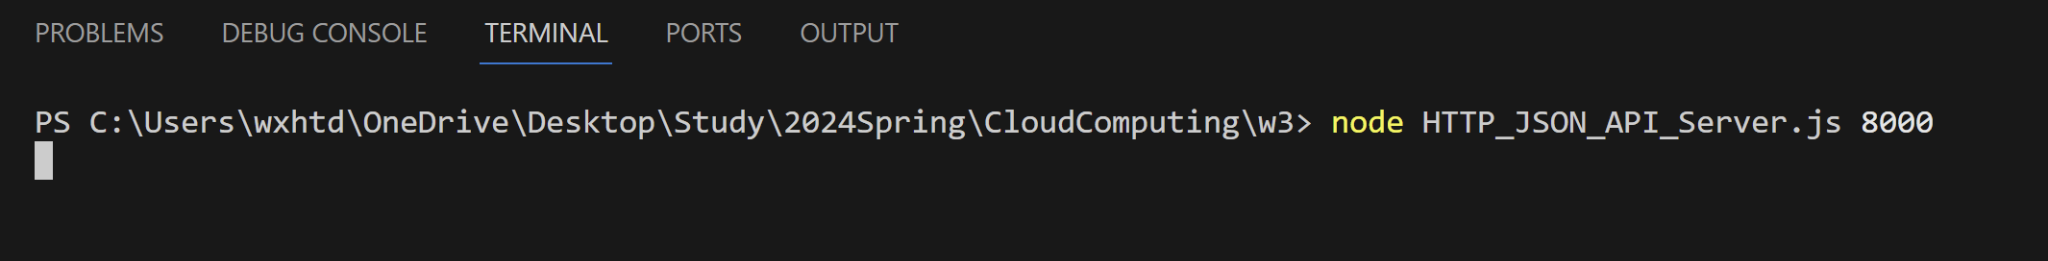 PROBLEMS DEBUG CONSOLE TERMINAL PORTS OUTPUT
PS C:\Users\wxhtd\OneDrive\Desktop\Study\2024Spring\CloudComputing\w3> node HTTP_JSON_API_Server.js 8000